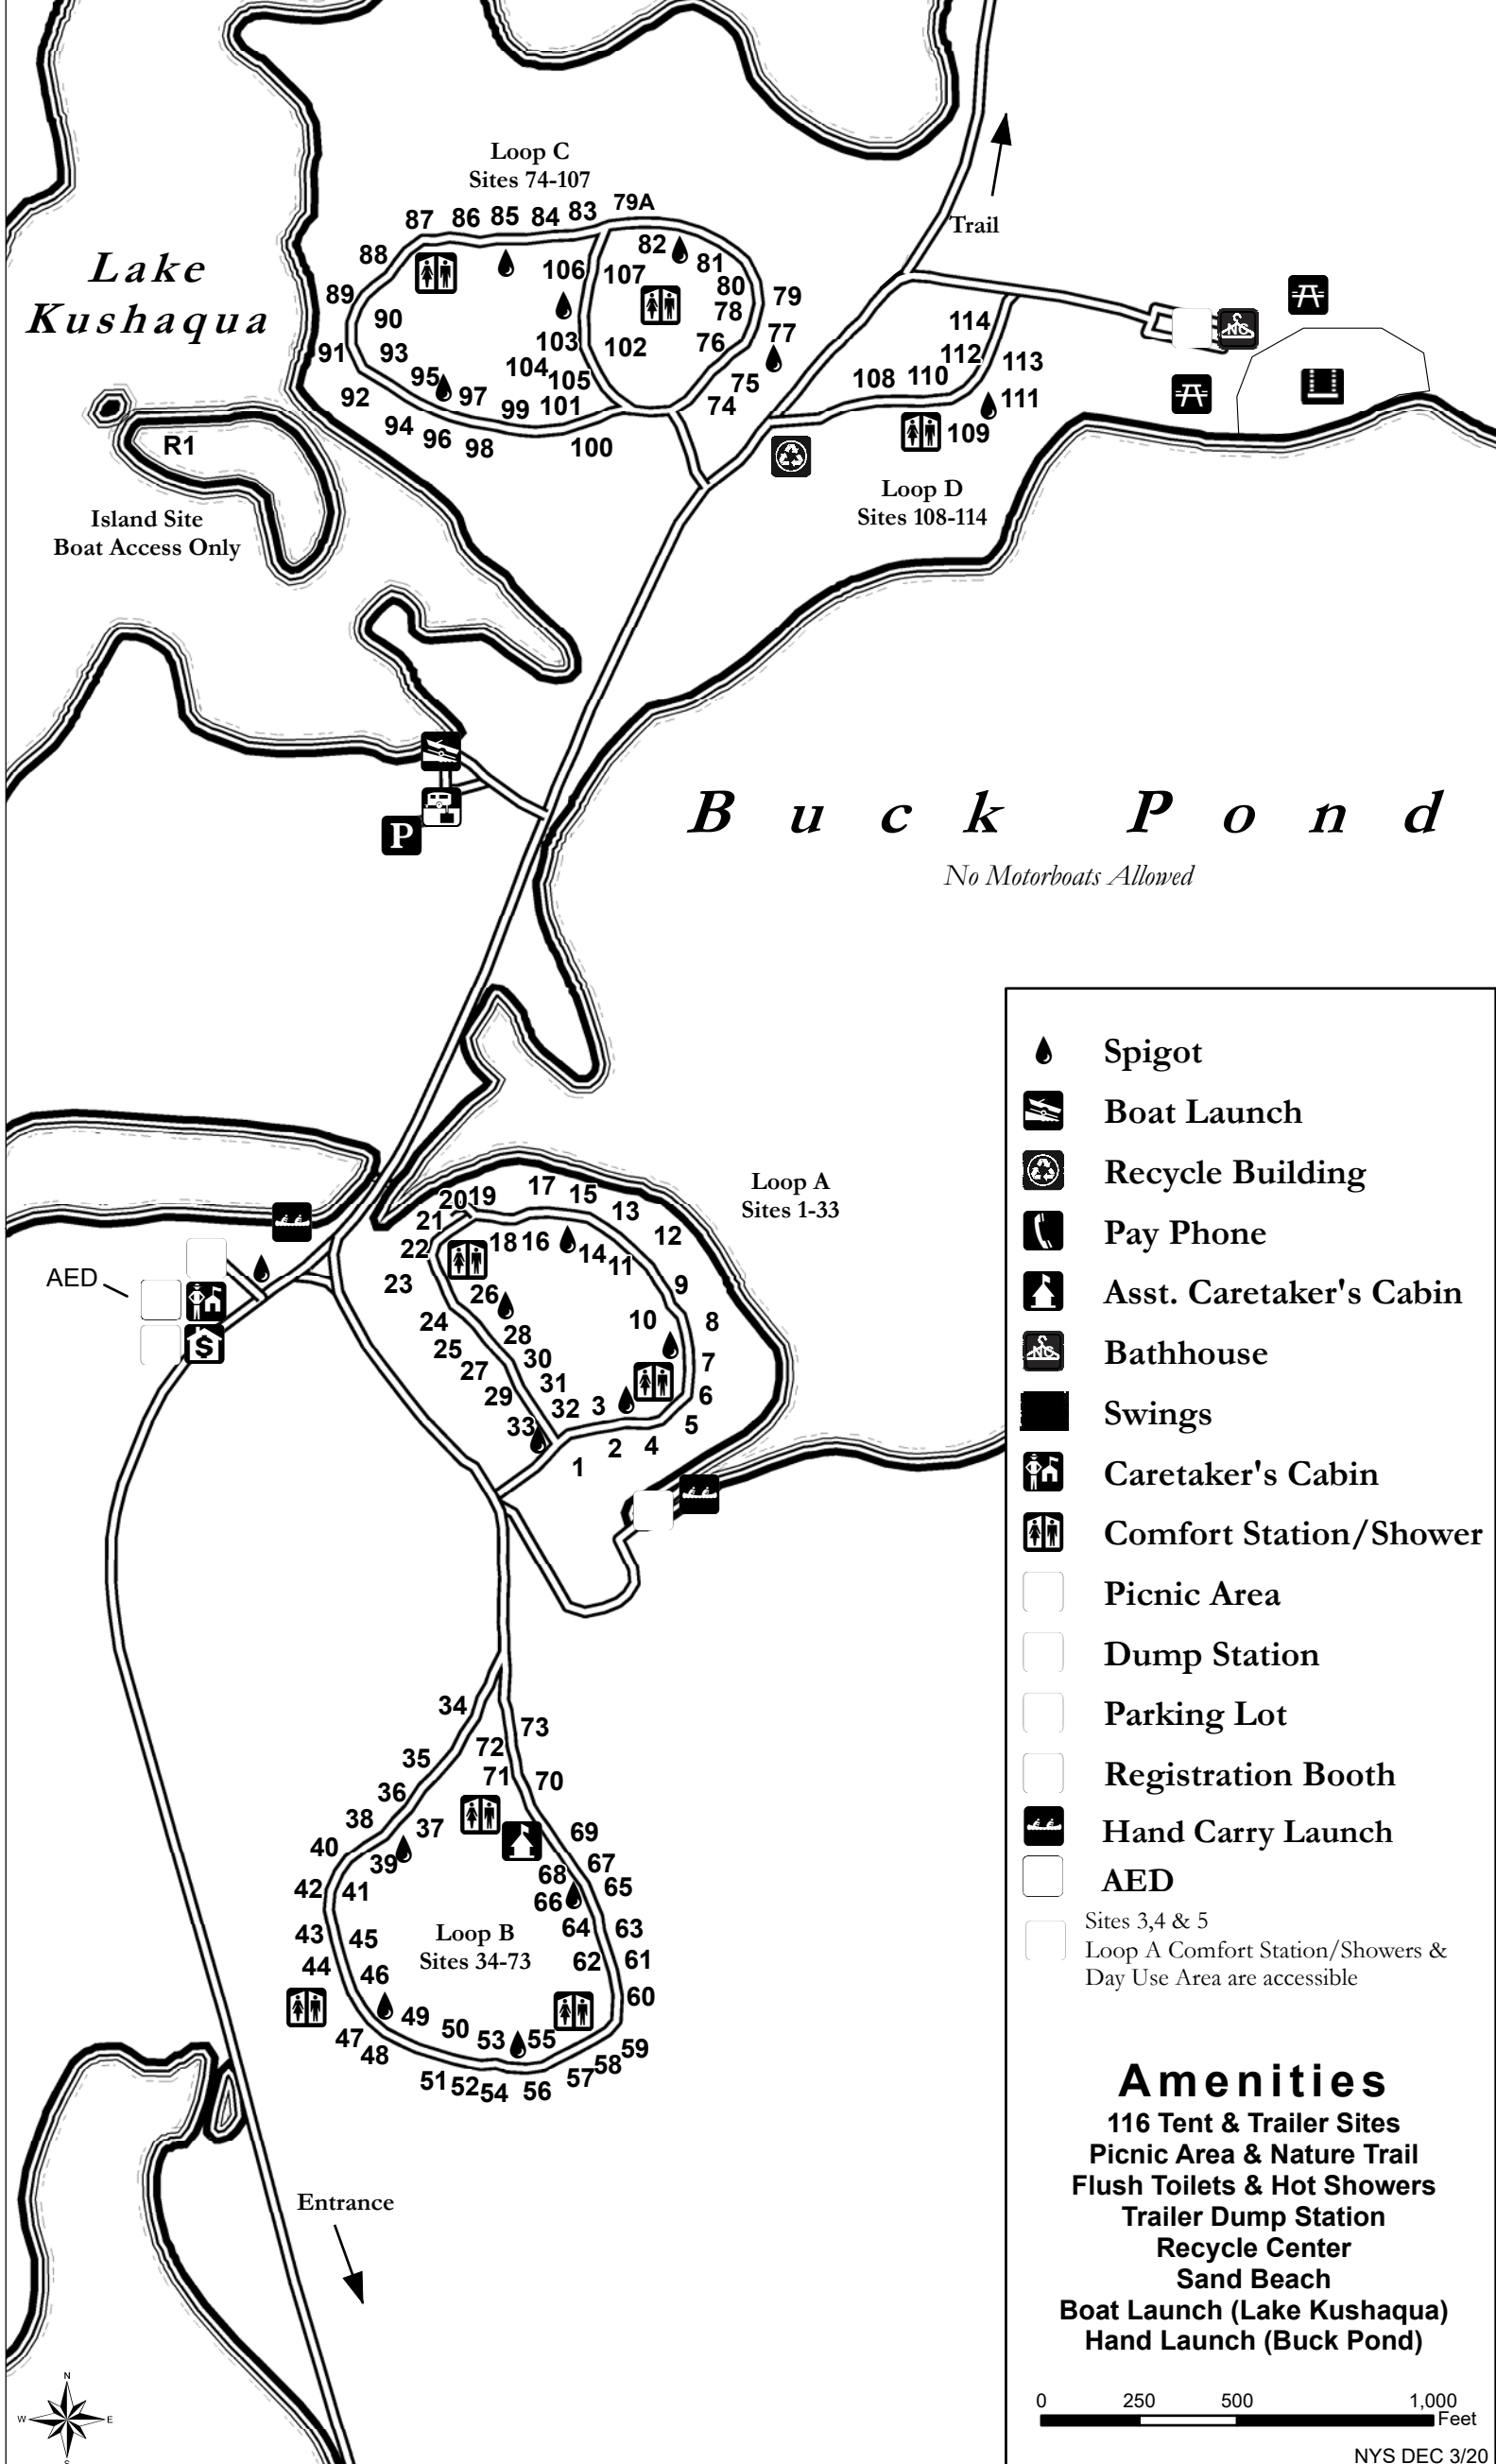 Loop C
Sites 74-107
79A
87 86 85 84 83
88
82
81
106 107
80
89
79
78
90
114
77
103 102 76
91 93
112 113
104
105
95
75
108 110
92 97
111
99 101
74
94
109
96
98
100
Trail
Lake
Kushaqua
R1
Island Site
Boat Access Only
Loop D
Sites 108-114
NC
P
Buck Pond
No Motorboats Allowed
Loop A
Sites 1-33
17
15
20 19
13
21
12
18 16
22
14
11
23
9
26
10
8
24
28
25
30
7
27
31
29
6
32 3
33
5
2 4
1
AED
$
34
73
72
35
71 70
36
38
37
69
40
39
67
68
65
42 41
66
64 63
43 45
Loop B
Sites 34-73
62 61
44
46
60
49
50
47
53 55
48
59
58
57
51 52 54 56
Entrance
N
W E
S
Spigot
Boat Launch
Recycle Building
Pay Phone
Asst. Caretaker's Cabin
NC
Bathhouse
Swings
Caretaker's Cabin
Comfort Station/Shower
Picnic Area
Dump Station
Parking Lot
Registration Booth
Hand Carry Launch
AED
Sites 3,4 & 5
Loop A Comfort Station/Showers &
Day Use Area are accessible
Amenities
116 Tent & Trailer Sites
Picnic Area & Nature Trail
Flush Toilets & Hot Showers
Trailer Dump Station
Recycle Center
Sand Beach
Boat Launch (Lake Kushaqua)
Hand Launch (Buck Pond)
0 250 500 1,000
Feet
NYS DEC 3/20